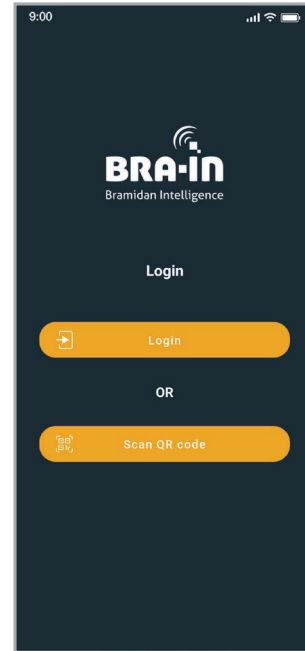 9:00
BRA-IN
Bramidan Intelligence
Login
Login
OR
Scan QR code